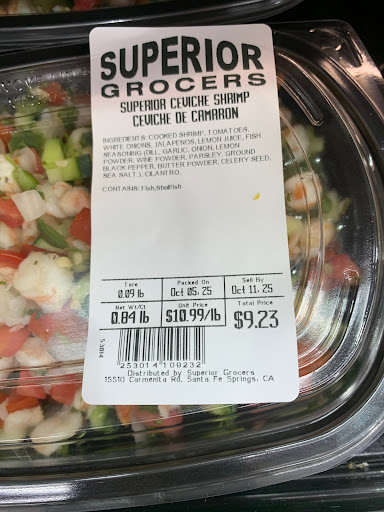 SUPERIOR
GROCERS
SUPERIOR CEVICHE SHRIMP
CEVICHE DE CAMARON
INGREDIENTS: COOKED SHRIMP, TOMATOES,
WHITE ONIONS, JALAPENOS, LEMON JUICE, FISH
SEASONING (DILL, GARLIC, ONION, LEMON
POWDER, WINE POWDER, PARSLEY, GROUND
BLACK PEPPER, BUTTER POWDER, CELERY SEED,
SEA SALT,), CILANTRO.
CONTAINS: Fish,Shellfish
Tare Packed On Sell By
0.09 lb Oct 05, 25 Oct 11, 25
Net Wt/Ct Unit Price Total Price
0.84 lb $10.99/lb $9.23
53014
253014 109232
Distributed by Superior Grocers
15510 Carmenita Rd, Santa Fe Springs, CA